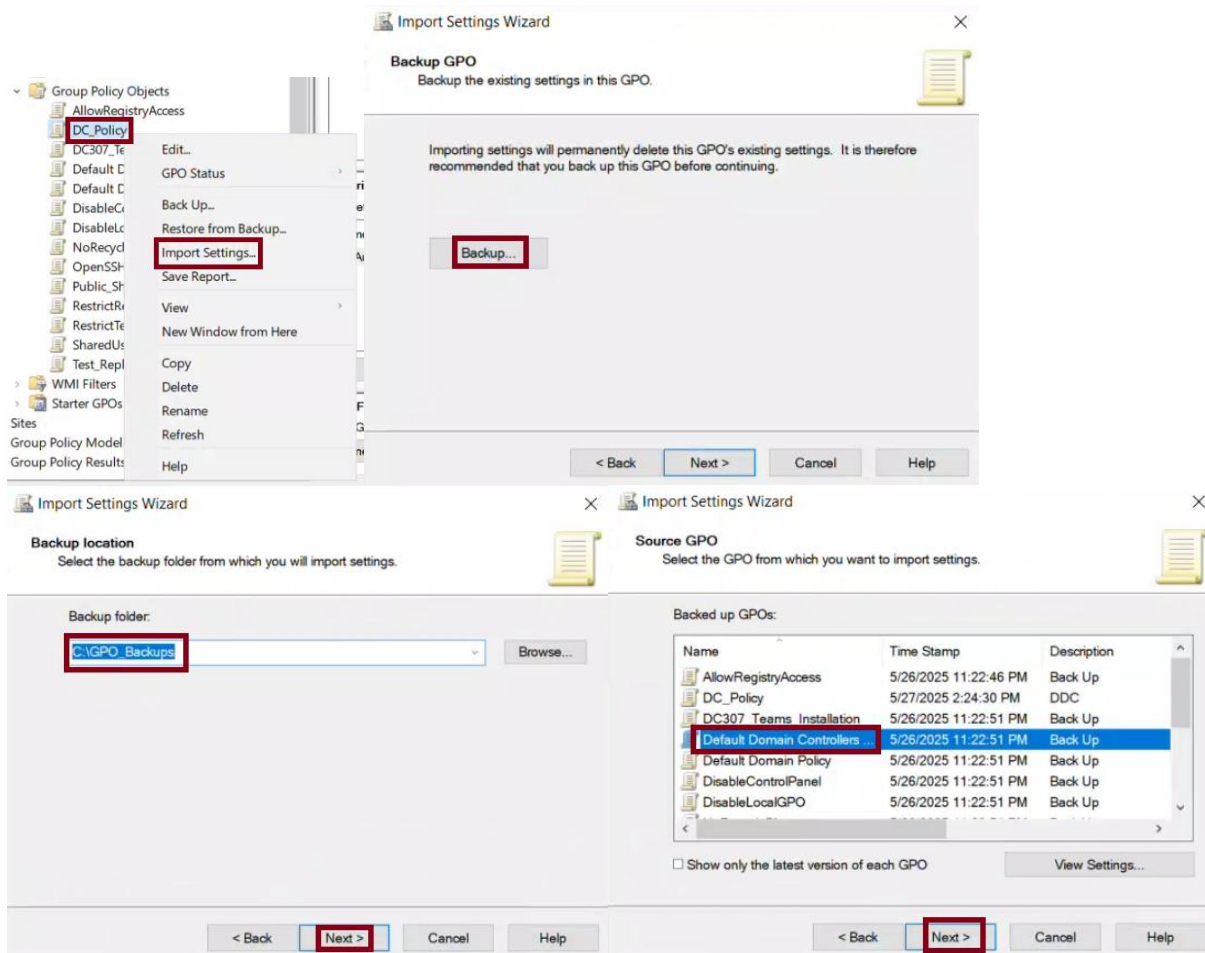 Group Policy Objects
AllowRegistryAccess
DC_Policy
DC307_Te
Default D
Default D
DisableCo
DisableLo
NoRecycl
OpenSSH
Public_Sh
RestrictRe
RestrictTe
SharedUs
Test_Repl
WMI Filters
Starter GPOs
Sites
Group Policy Model
Group Policy Results
Edit...
GPO Status
Back Up...
Restore from Backup...
Import Settings...
Save Report...
View
New Window from Here
Copy
Delete
Rename
Refresh
Help
Import Settings Wizard
Backup GPO
Backup the existing settings in this GPO.
Importing settings will permanently delete this GPO's existing settings. It is therefore
recommended that you back up this GPO before continuing.
Backup...
< Back Next > Cancel Help
Import Settings Wizard
Backup location
Select the backup folder from which you will import settings.
Backup folder:
C:\GPO_Backups
Browse...
< Back Next > Cancel Help
Import Settings Wizard
Source GPO
Select the GPO from which you want to import settings.
Backed up GPOs:
Name Time Stamp Description
AllowRegistryAccess 5/26/2025 11:22:46 PM Back Up
DC_Policy 5/27/2025 2:24:30 PM DDC
DC307_Teams_Installation 5/26/2025 11:22:51 PM Back Up
Default Domain Controllers ... 5/26/2025 11:22:51 PM Back Up
Default Domain Policy 5/26/2025 11:22:51 PM Back Up
DisableControlPanel 5/26/2025 11:22:51 PM Back Up
DisableLocalGPO 5/26/2025 11:22:51 PM Back Up
Show only the latest version of each GPO
View Settings...
< Back Next > Cancel Help